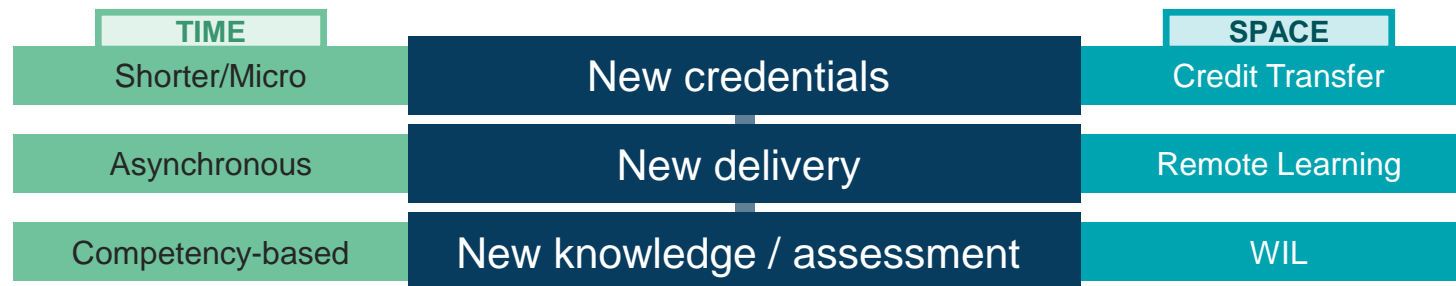 TIME
SPACE
Shorter/Micro
New credentials
Credit Transfer
Asynchronous
New delivery
Remote Learning
Competency-based
New knowledge / assessment
WIL